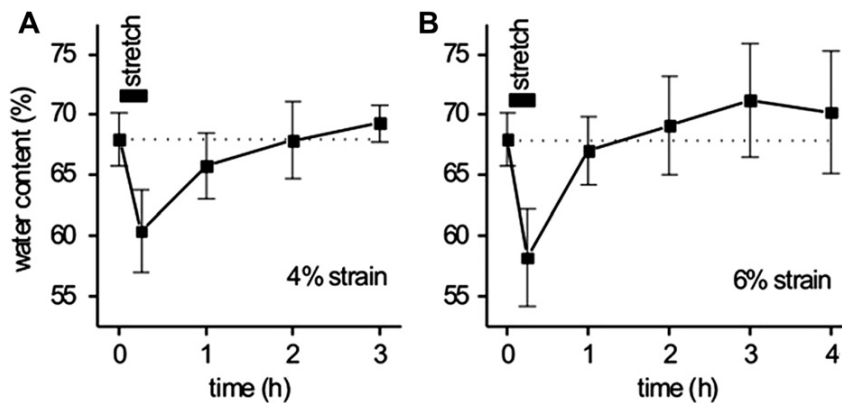 A
stretch
75
70
65
60
55
water content (%)
4% strain
0 1 2 3
time (h)
B
stretch
75
70
65
60
55
6% strain
0 1 2 3 4
time (h)